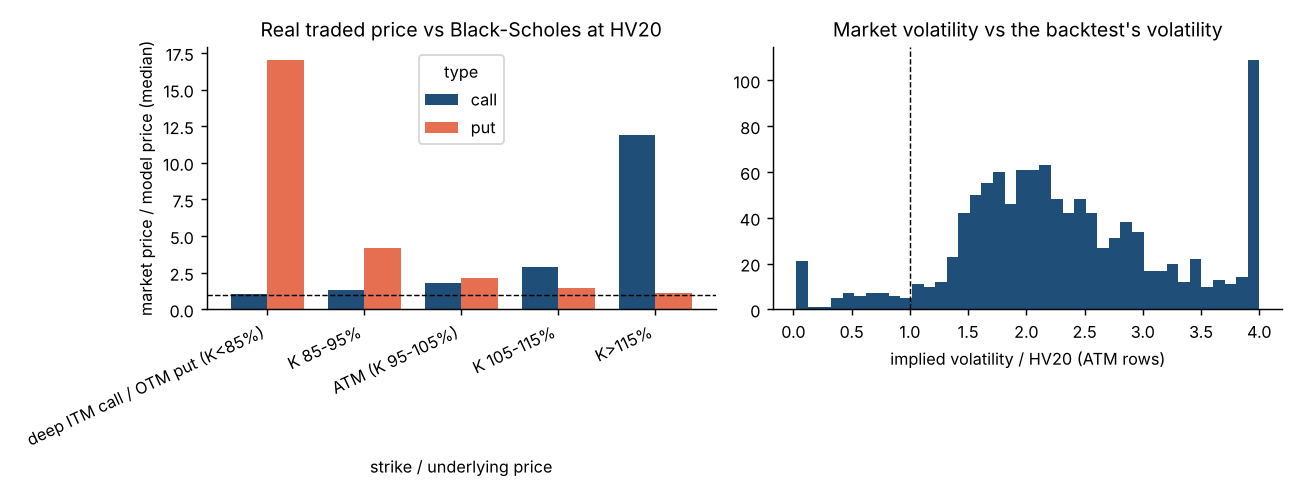 Real traded price vs Black-Scholes at HV20
market price / model price (median)
17.5
15.0
12.5
10.0
7.5
5.0
2.5
0.0
type
call
put
deep ITM call / OTM put (K<85%)
K 85-95%
ATM (K 95-105%)
K 105-115%
K>115%
strike / underlying price
Market volatility vs the backtest's volatility
100
80
60
40
20
0
0.0
0.5
1.0
1.5
2.0
2.5
3.0
3.5
4.0
implied volatility / HV20 (ATM rows)